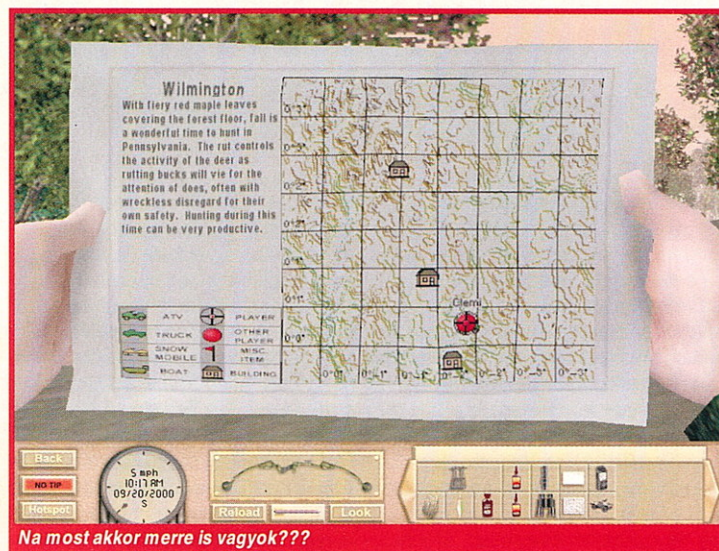 Wilmington
With fiery red maple leaves
covering the forest floor, fall is
a wonderful time to hunt in
Pennsylvania. The rut controls
the activity of the deer as
rutting bucks will vie for the
attention of does, often with
wreckless disregard for their
own safety. Hunting during this
time can be very productive.
Clemi
ATV
PLAYER
TRUCK
OTHER
PLAYER
SNOW
MOBILE
MISC.
ITEM
BOAT
BUILDING
Back
NO TIP
Hotspot
5 mph
10:17 AM
09/20/2000
S
Reload
Look
Na most akkor merre is vagyok???